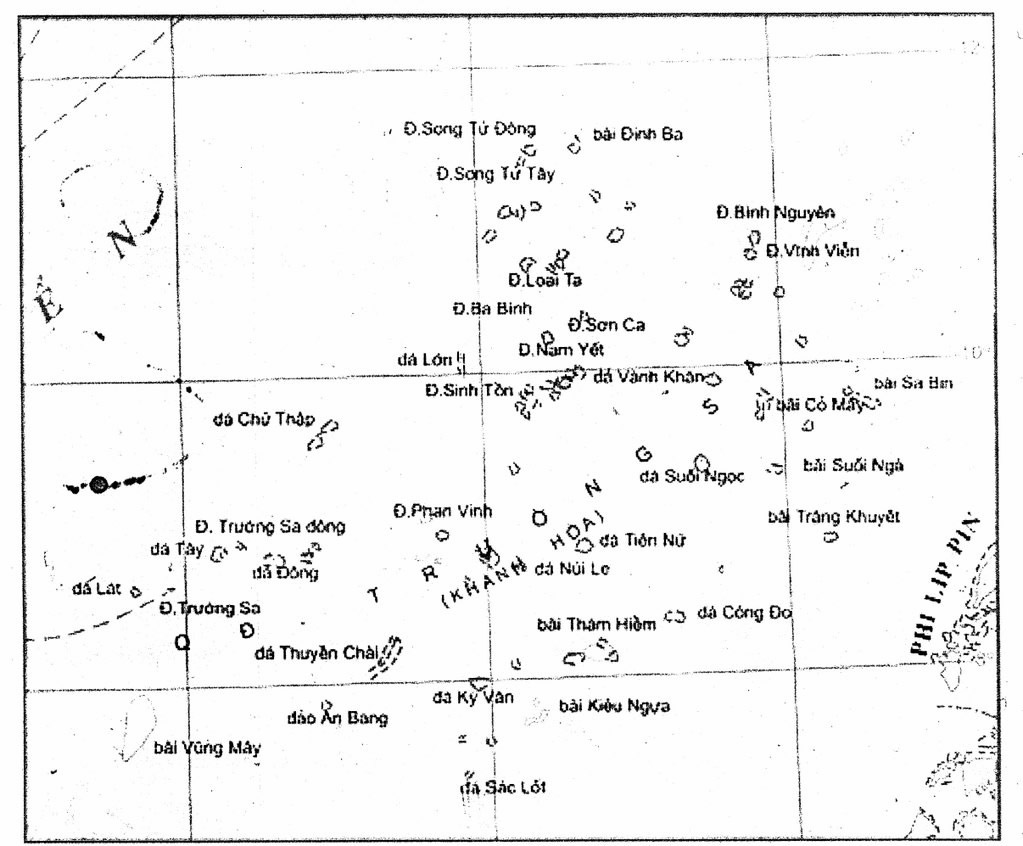 12°
Đ.Song Tử Đông
bãi Đinh Ba
Đ.Song Tử Tây
Đ.Bình Nguyên
Đ.Vĩnh Viễn
Đ.Loại Ta
Đ.Ba Bình
Đ.Sơn Ca
Đ.Nam Yết
10°
đá Lớn
đá Vành Khăn
Đ.Sinh Tồn
bãi Sa Bin
bãi Cỏ Mây
đá Chữ Thập
bãi Suối Ngà
đá Suối Ngọc
Đ.Phan Vinh
bãi Trăng Khuyết
Đ. Trường Sa đông
đá Tây
đá Tiên Nữ
đá Đông
đá Núi Le
đá Lát
Đ.Trường Sa
đá Công Đo
bãi Thám Hiểm
đá Thuyền Chài
đá Kỳ Vân
bãi Kiệu Ngựa
đảo An Bang
bãi Vũng Mây
đá Sác Lốt
Q Đ TRƯỜNG SA
(KHÁNH HOÀ)
PHI LIP PIN
Ê N